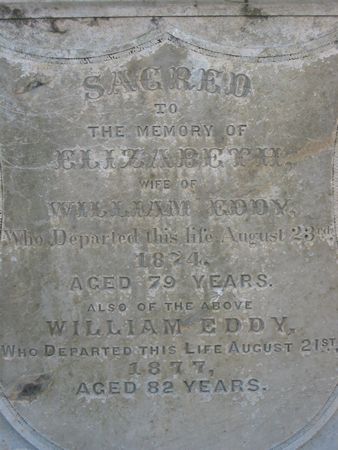 SACRED
TO
THE MEMORY OF
ELIZABETH,
WIFE OF
WILLIAM EDDY,
Who Departed this life August 23rd,
1874,
AGED 79 YEARS.
ALSO OF THE ABOVE
WILLIAM EDDY,
WHO DEPARTED THIS LIFE AUGUST 21ST,
1877,
AGED 82 YEARS.